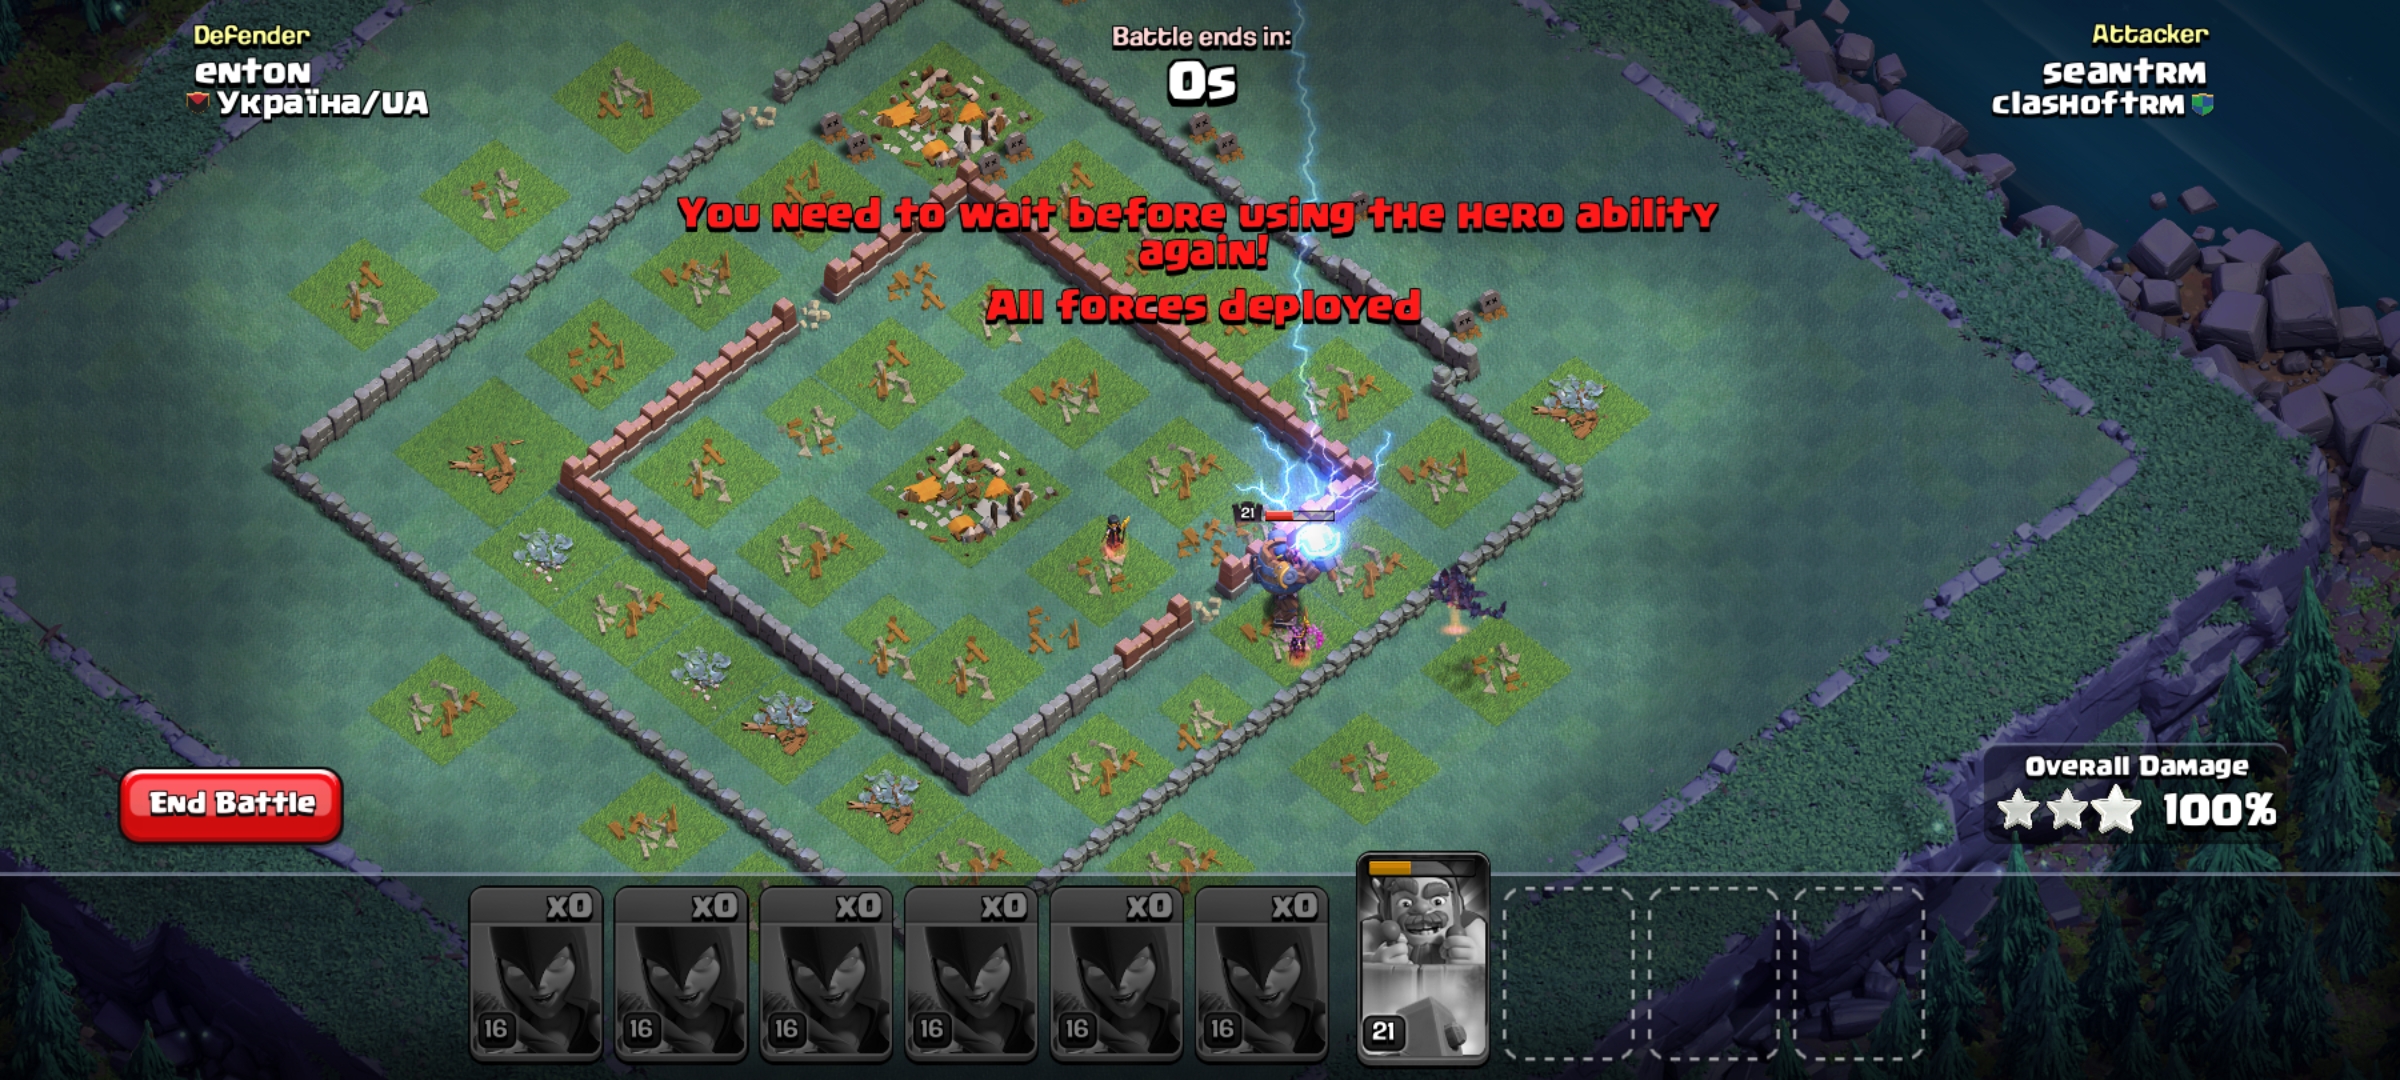 Defender
enton
Україна/UA
Battle ends in:
0s
Attacker
seantrm
clashoftrm
You need to wait before using the hero ability
again!
All forces deployed
21
End Battle
Overall Damage
100%
x0 x0 x0 x0 x0 x0
16 16 16 16 16 16 21